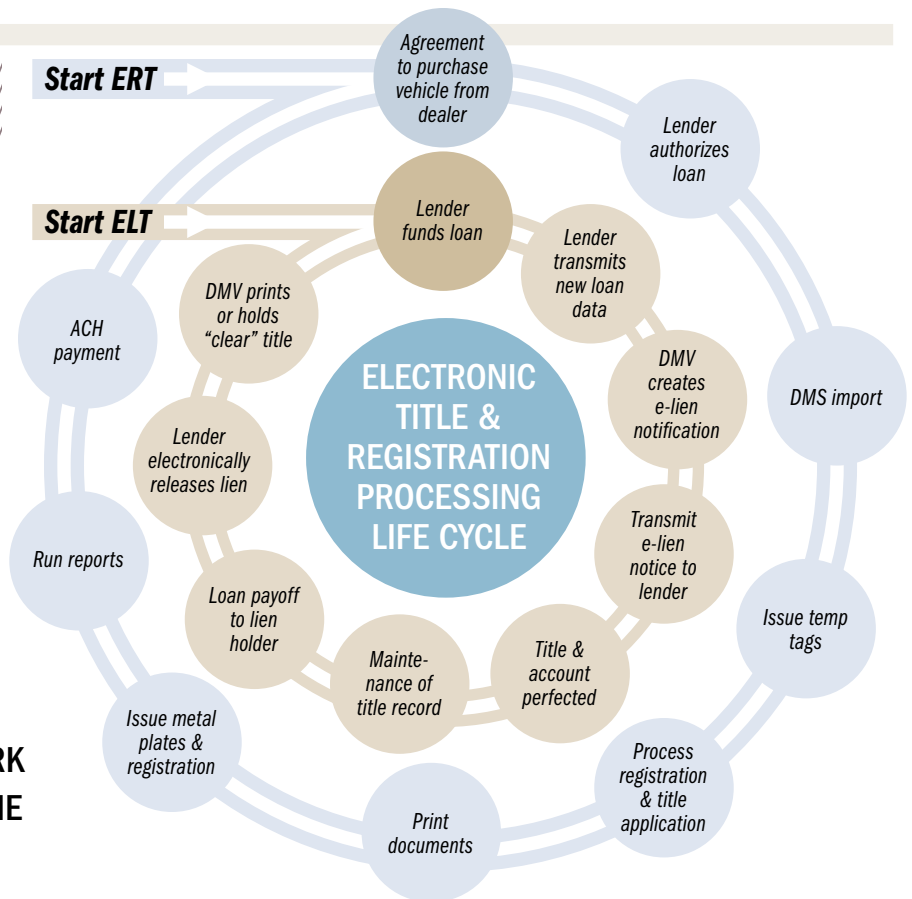 Start ERT
Agreement
to purchase
vehicle from
dealer
Lender
authorizes
loan
DMS import
Issue temp
tags
Process
registration
& title
application
Print
documents
Issue metal
plates &
registration
Run reports
ACH
payment
Start ELT
Lender
funds loan
Lender
transmits
new loan
data
DMV
creates
e-lien
notification
Transmit
e-lien
notice to
lender
Title &
account
perfected
Mainte-
nance of
title record
Loan payoff
to lien
holder
Lender
electronically
releases lien
DMV prints
or holds
“clear” title
ELECTRONIC
TITLE &
REGISTRATION
PROCESSING
LIFE CYCLE
RK